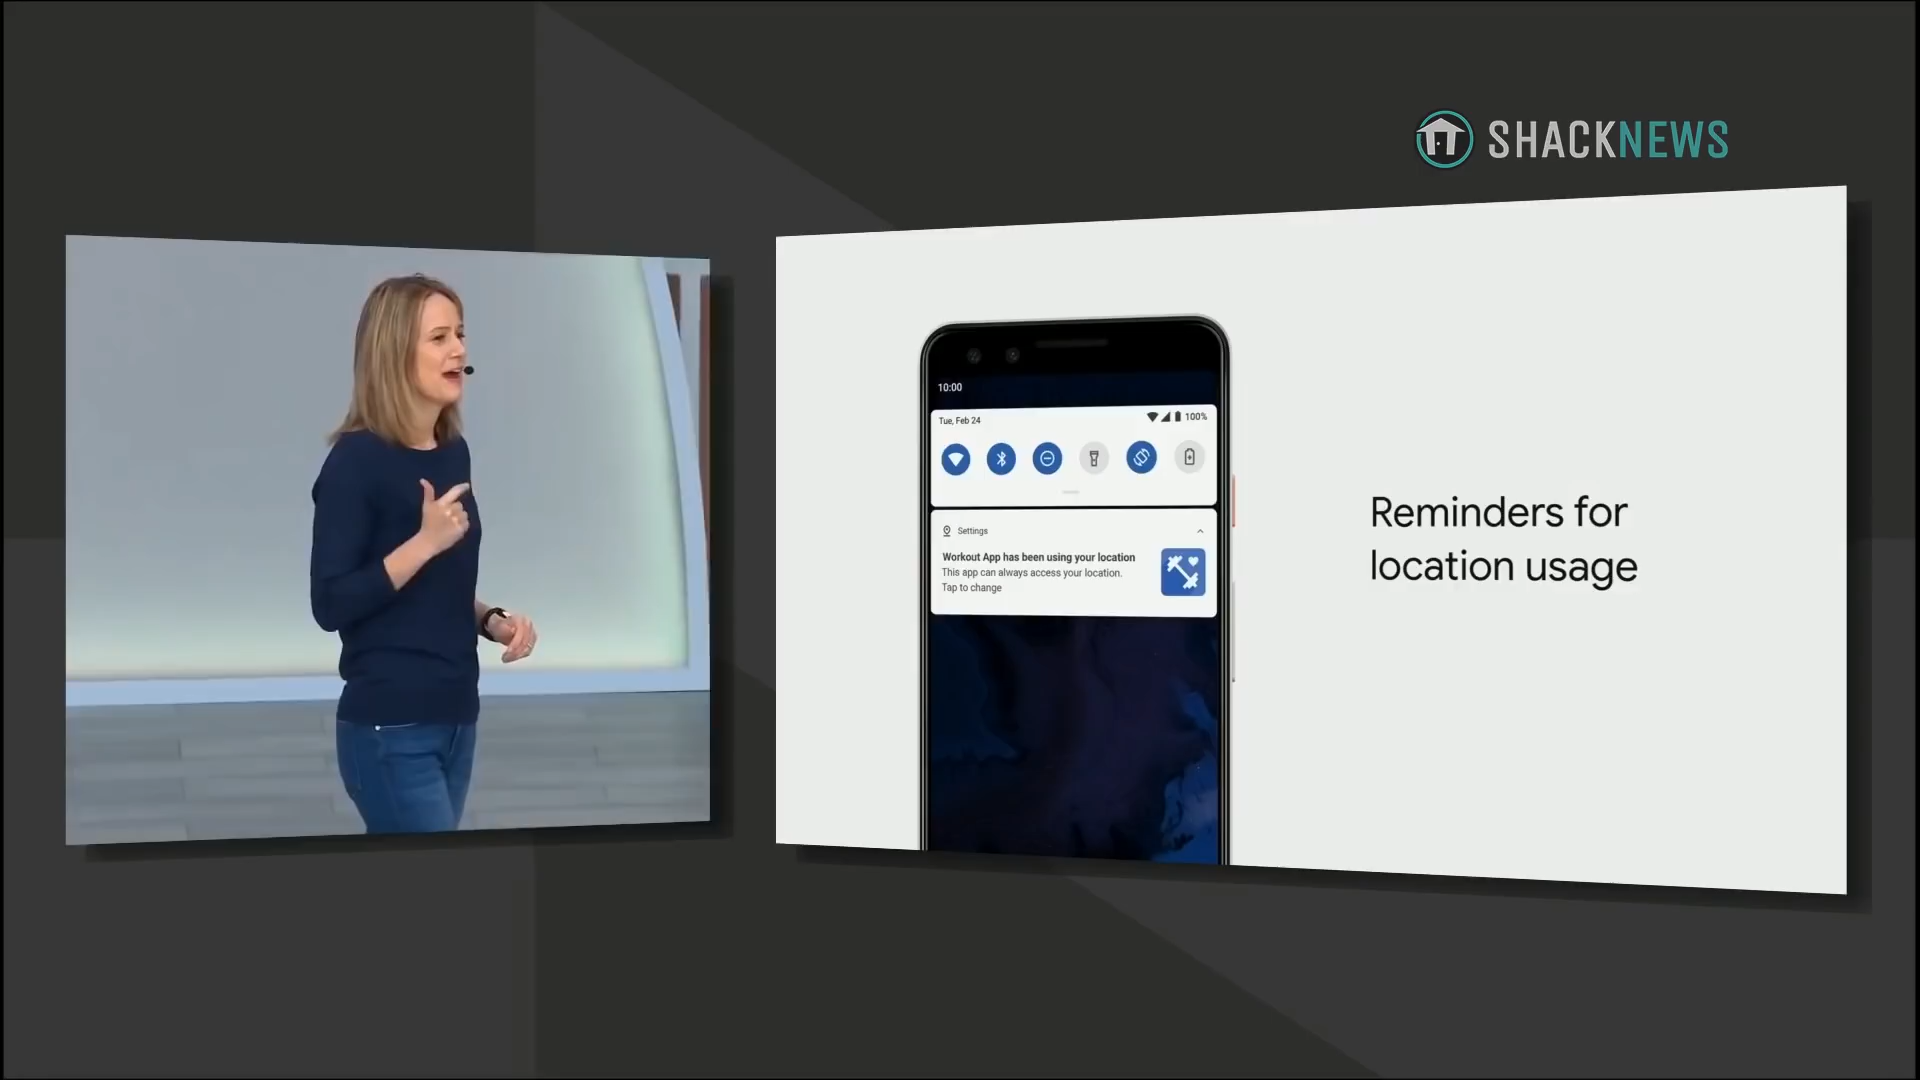 SHACKNEWS
10:00
Tue, Feb 24
100%
Settings
Workout App has been using your location
This app can always access your location.
Tap to change
Reminders for
location usage